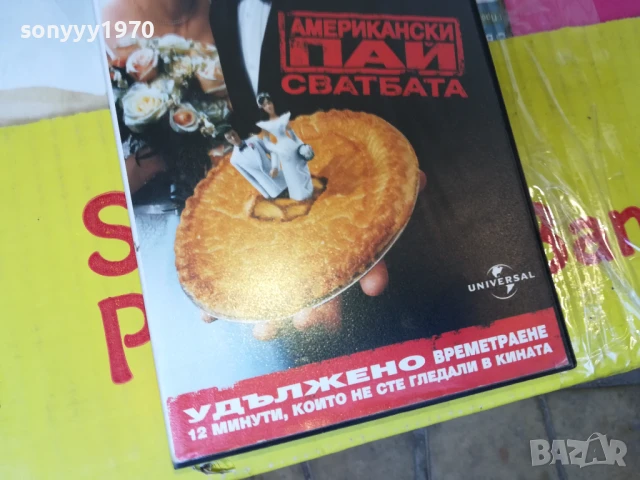 sonyyy1970
АМЕРИКАНСКИ
ПАЙ
СВАТБАТА
UNIVERSAL
УДЪЛЖЕНО ВРЕМЕТРАЕНЕ
12 МИНУТИ, КОИТО НЕ СТЕ ГЛЕДАЛИ В КИНАТА
BAZAR